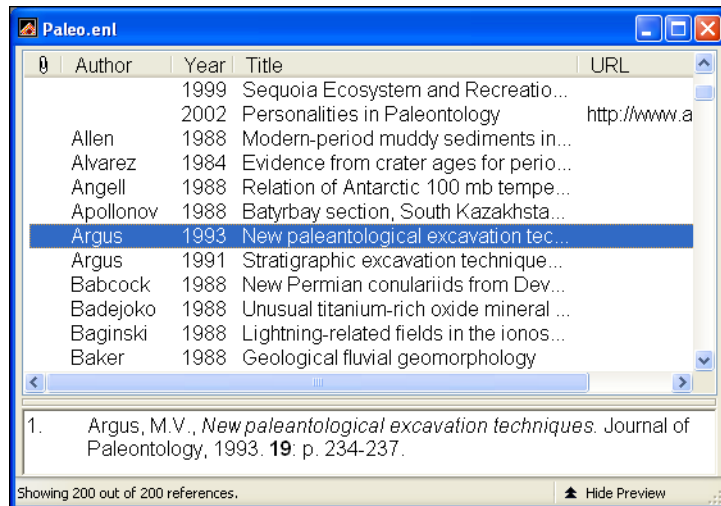 Paleo.enl
Author Year Title URL
1999 Sequoia Ecosystem and Recreatio...
2002 Personalities in Paleontology http://www.a
Allen 1988 Modern-period muddy sediments in...
Alvarez 1984 Evidence from crater ages for perio...
Angell 1988 Relation of Antarctic 100 mb tempe...
Apollonov 1988 Batyrbay section, South Kazakhsta...
Argus 1993 New paleantological excavation tec...
Argus 1991 Stratigraphic excavation technique...
Babcock 1988 New Permian conulariids from Dev...
Badejoko 1988 Unusual titanium-rich oxide mineral ...
Baginski 1988 Lightning-related fields in the ionos...
Baker 1988 Geological fluvial geomorphology
1. Argus, M.V., New paleantological excavation techniques. Journal of
Paleontology, 1993. 19: p. 234-237.
Showing 200 out of 200 references. Hide Preview